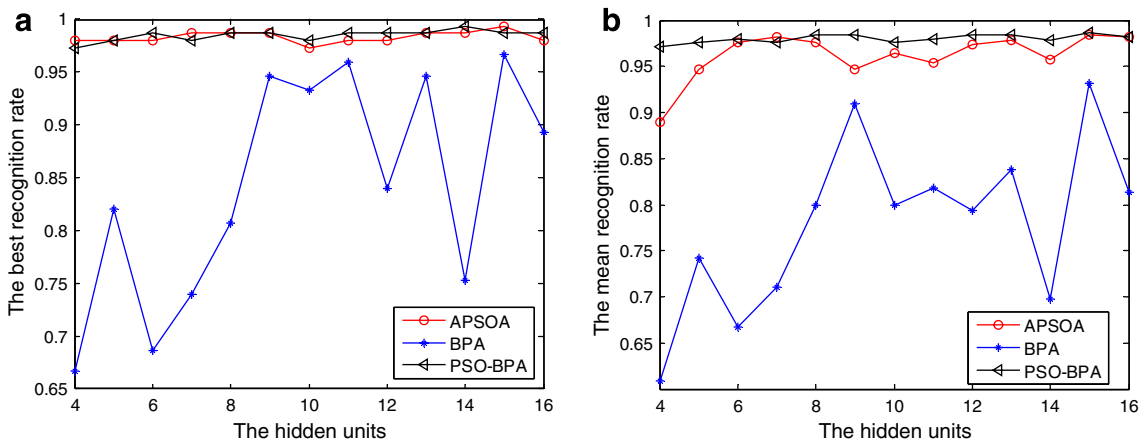 a
The best recognition rate
1
0.95
0.9
0.85
0.8
0.75
0.7
0.65
4
6
8
10
12
14
16
The hidden units
APSOA
BPA
PSO-BPA
b
The mean recognition rate
1
0.95
0.9
0.85
0.8
0.75
0.7
0.65
4
6
8
10
12
14
16
The hidden units
APSOA
BPA
PSO-BPA